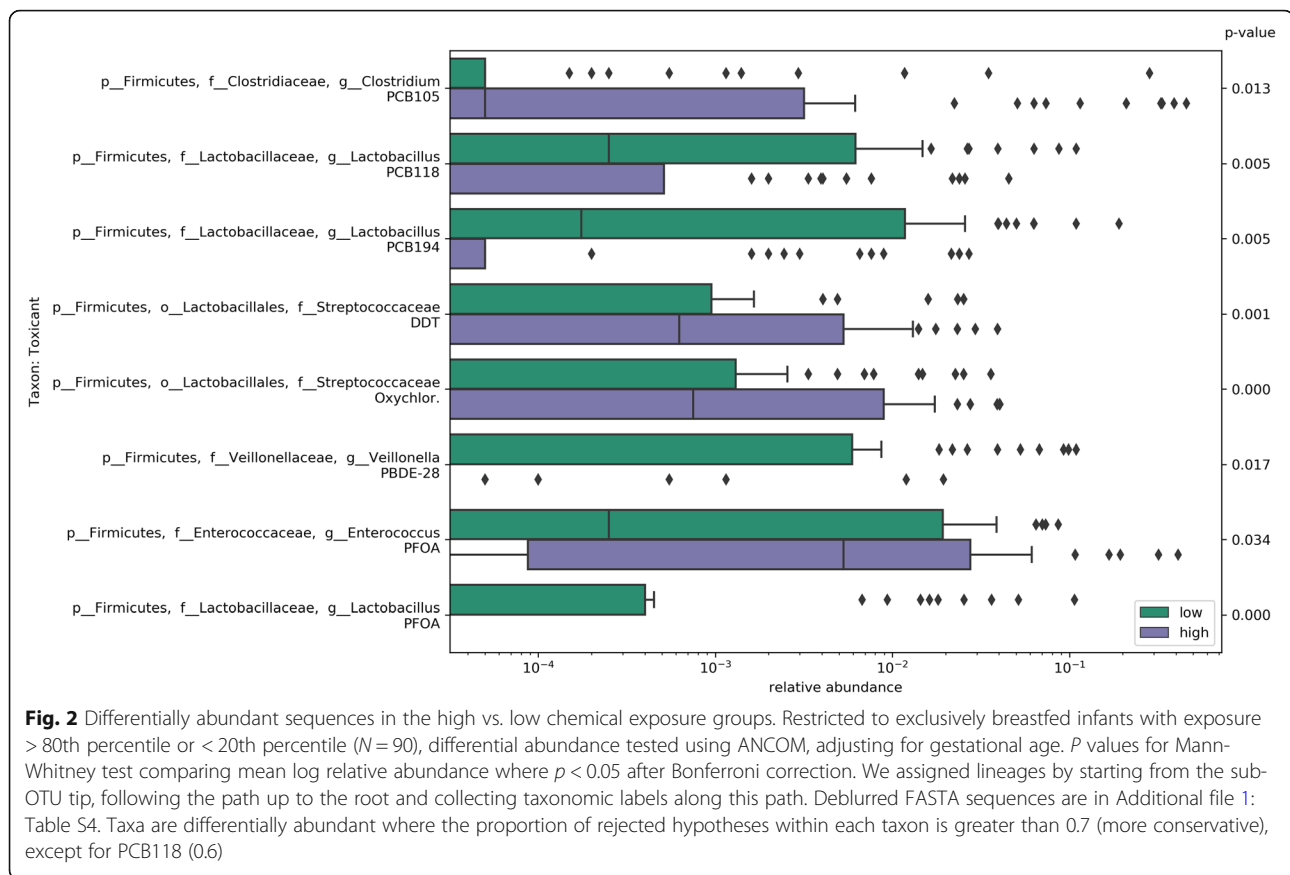 p-value
p__Firmicutes, f__Clostridiaceae, g__Clostridium
PCB105
0.013
p__Firmicutes, f__Lactobacillaceae, g__Lactobacillus
PCB118
0.005
p__Firmicutes, f__Lactobacillaceae, g__Lactobacillus
PCB194
0.005
p__Firmicutes, o__Lactobacillales, f__Streptococcaceae
DDT
0.001
p__Firmicutes, o__Lactobacillales, f__Streptococcaceae
Oxychlor.
0.000
p__Firmicutes, f__Veillonellaceae, g__Veillonella
PBDE-28
0.017
p__Firmicutes, f__Enterococcaceae, g__Enterococcus
PFOA
0.034
p__Firmicutes, f__Lactobacillaceae, g__Lactobacillus
PFOA
0.000
Taxon: Toxicant
low
high
10⁻⁴ 10⁻³ 10⁻² 10⁻¹
relative abundance
Fig. 2 Differentially abundant sequences in the high vs. low chemical exposure groups. Restricted to exclusively breastfed infants with exposure
> 80th percentile or < 20th percentile (N = 90), differential abundance tested using ANCOM, adjusting for gestational age. P values for Mann-
Whitney test comparing mean log relative abundance where p < 0.05 after Bonferroni correction. We assigned lineages by starting from the sub-
OTU tip, following the path up to the root and collecting taxonomic labels along this path. Deblurred FASTA sequences are in Additional file 1:
Table S4. Taxa are differentially abundant where the proportion of rejected hypotheses within each taxon is greater than 0.7 (more conservative),
except for PCB118 (0.6)